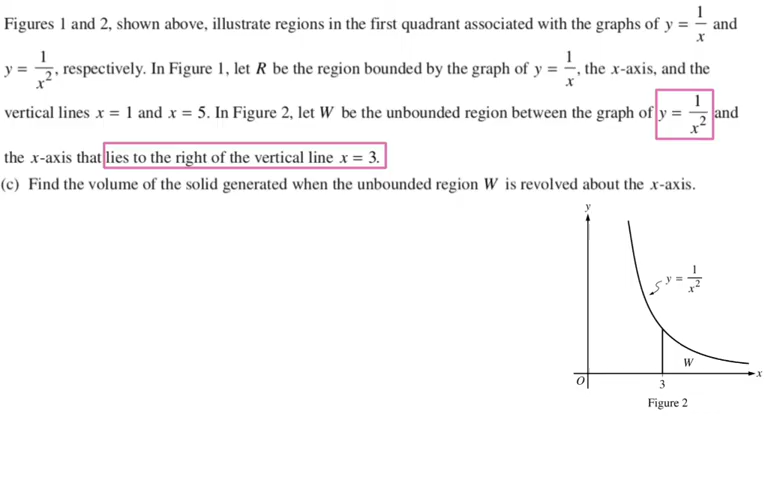 Figures 1 and 2, shown above, illustrate regions in the first quadrant associated with the graphs of y = 1/x and
y = 1/x², respectively. In Figure 1, let R be the region bounded by the graph of y = 1/x, the x-axis, and the
vertical lines x = 1 and x = 5. In Figure 2, let W be the unbounded region between the graph of y = 1/x² and
the x-axis that lies to the right of the vertical line x = 3.
(c) Find the volume of the solid generated when the unbounded region W is revolved about the x-axis.
y
y = 1/x²
W
O
x
3
Figure 2